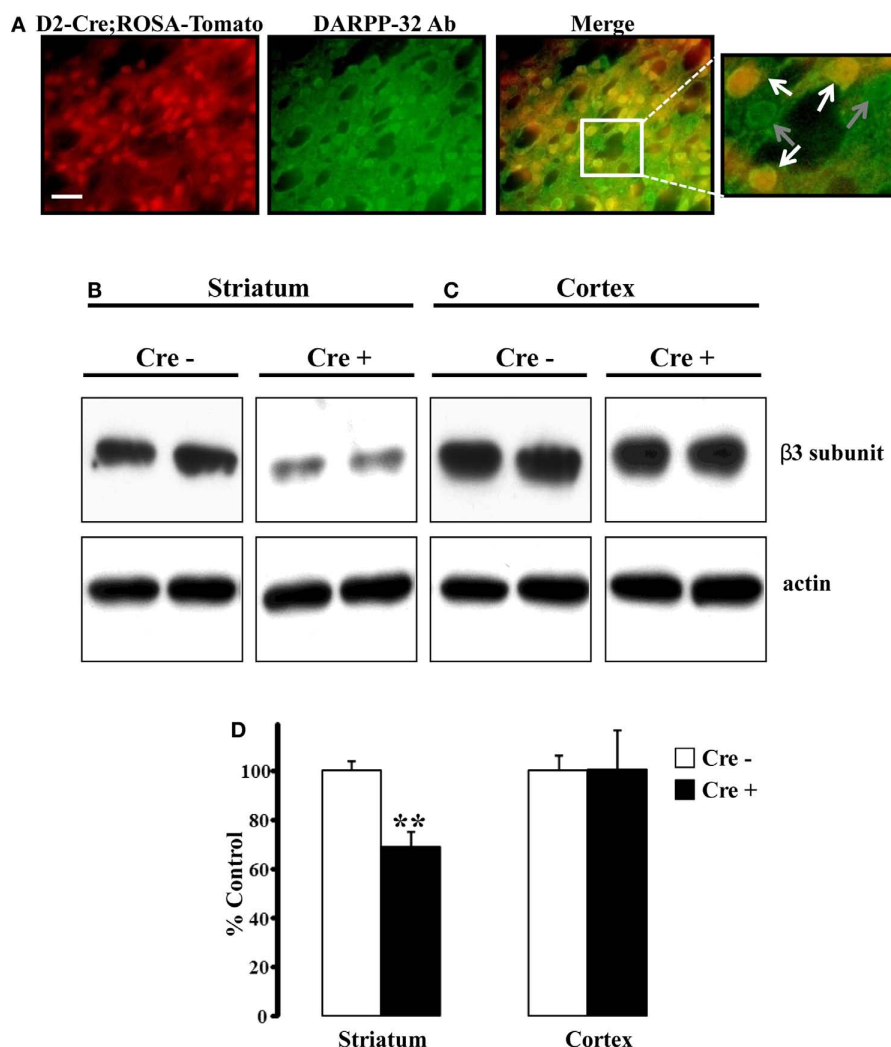 A D2-Cre;ROSA-Tomato DARPP-32 Ab Merge
B Striatum C Cortex
Cre - Cre + Cre - Cre +
β3 subunit
actin
D
% Control
100
80
60
40
20
0
**
Cre -
Cre +
Striatum Cortex